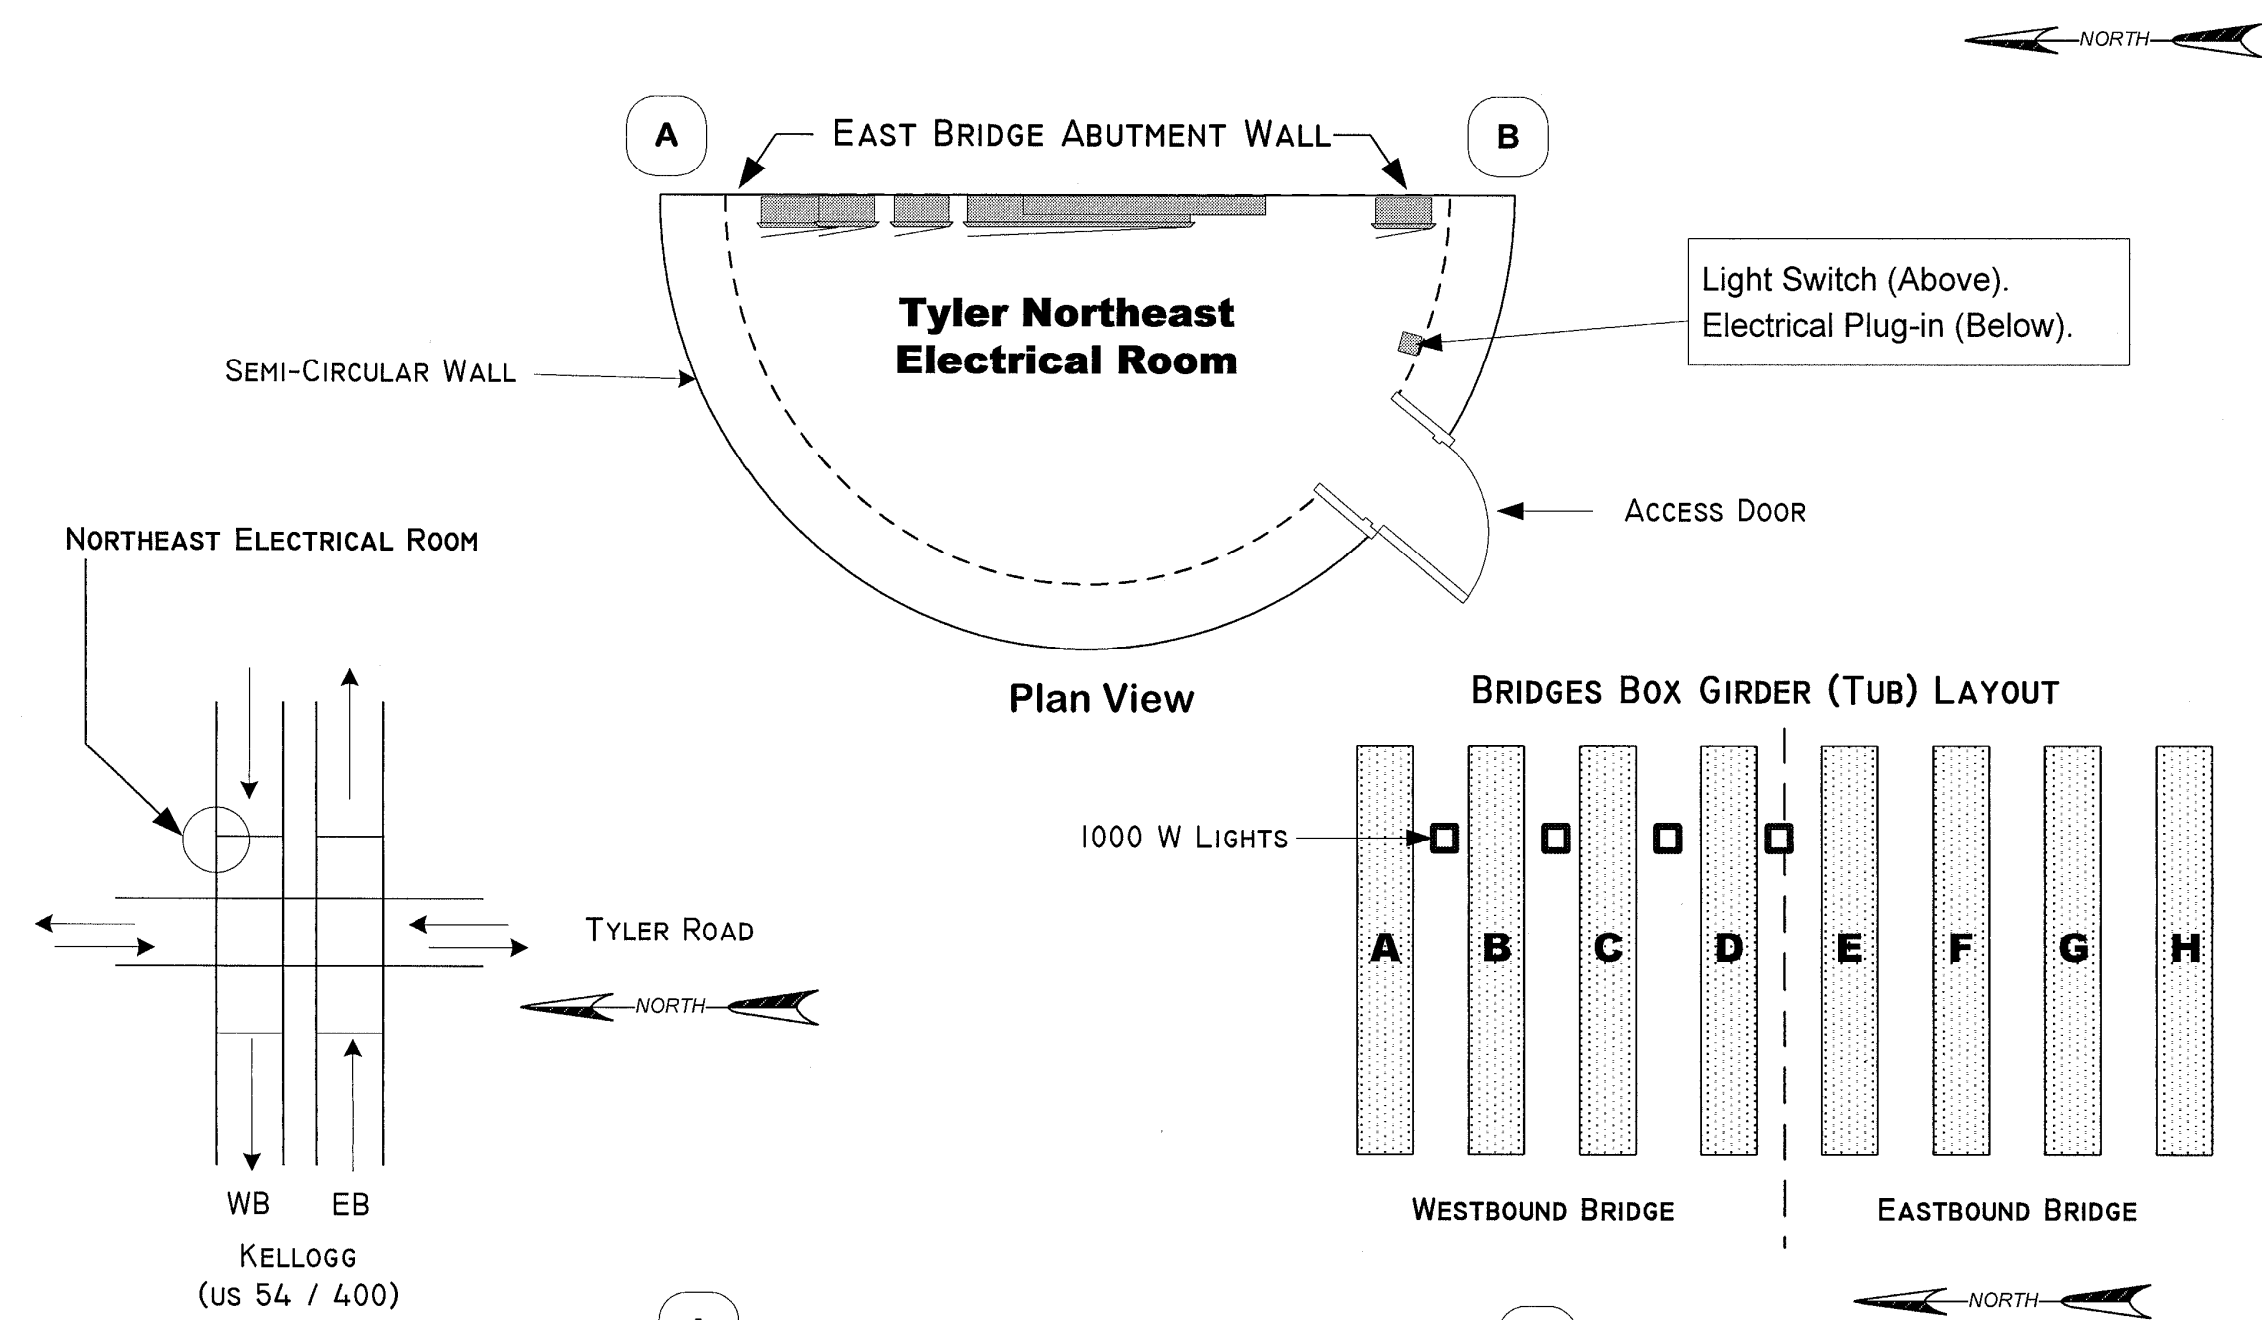 NORTH
A
EAST BRIDGE ABUTMENT WALL
B
Light Switch (Above).
Electrical Plug-in (Below).
Tyler Northeast
Electrical Room
SEMI-CIRCULAR WALL
ACCESS DOOR
NORTHEAST ELECTRICAL ROOM
Plan View
BRIDGES BOX GIRDER (TUB) LAYOUT
1000 W LIGHTS
TYLER ROAD
A B C D E F G H
NORTH
WB EB
WESTBOUND BRIDGE
EASTBOUND BRIDGE
KELLOGG
(US 54 / 400)
NORTH